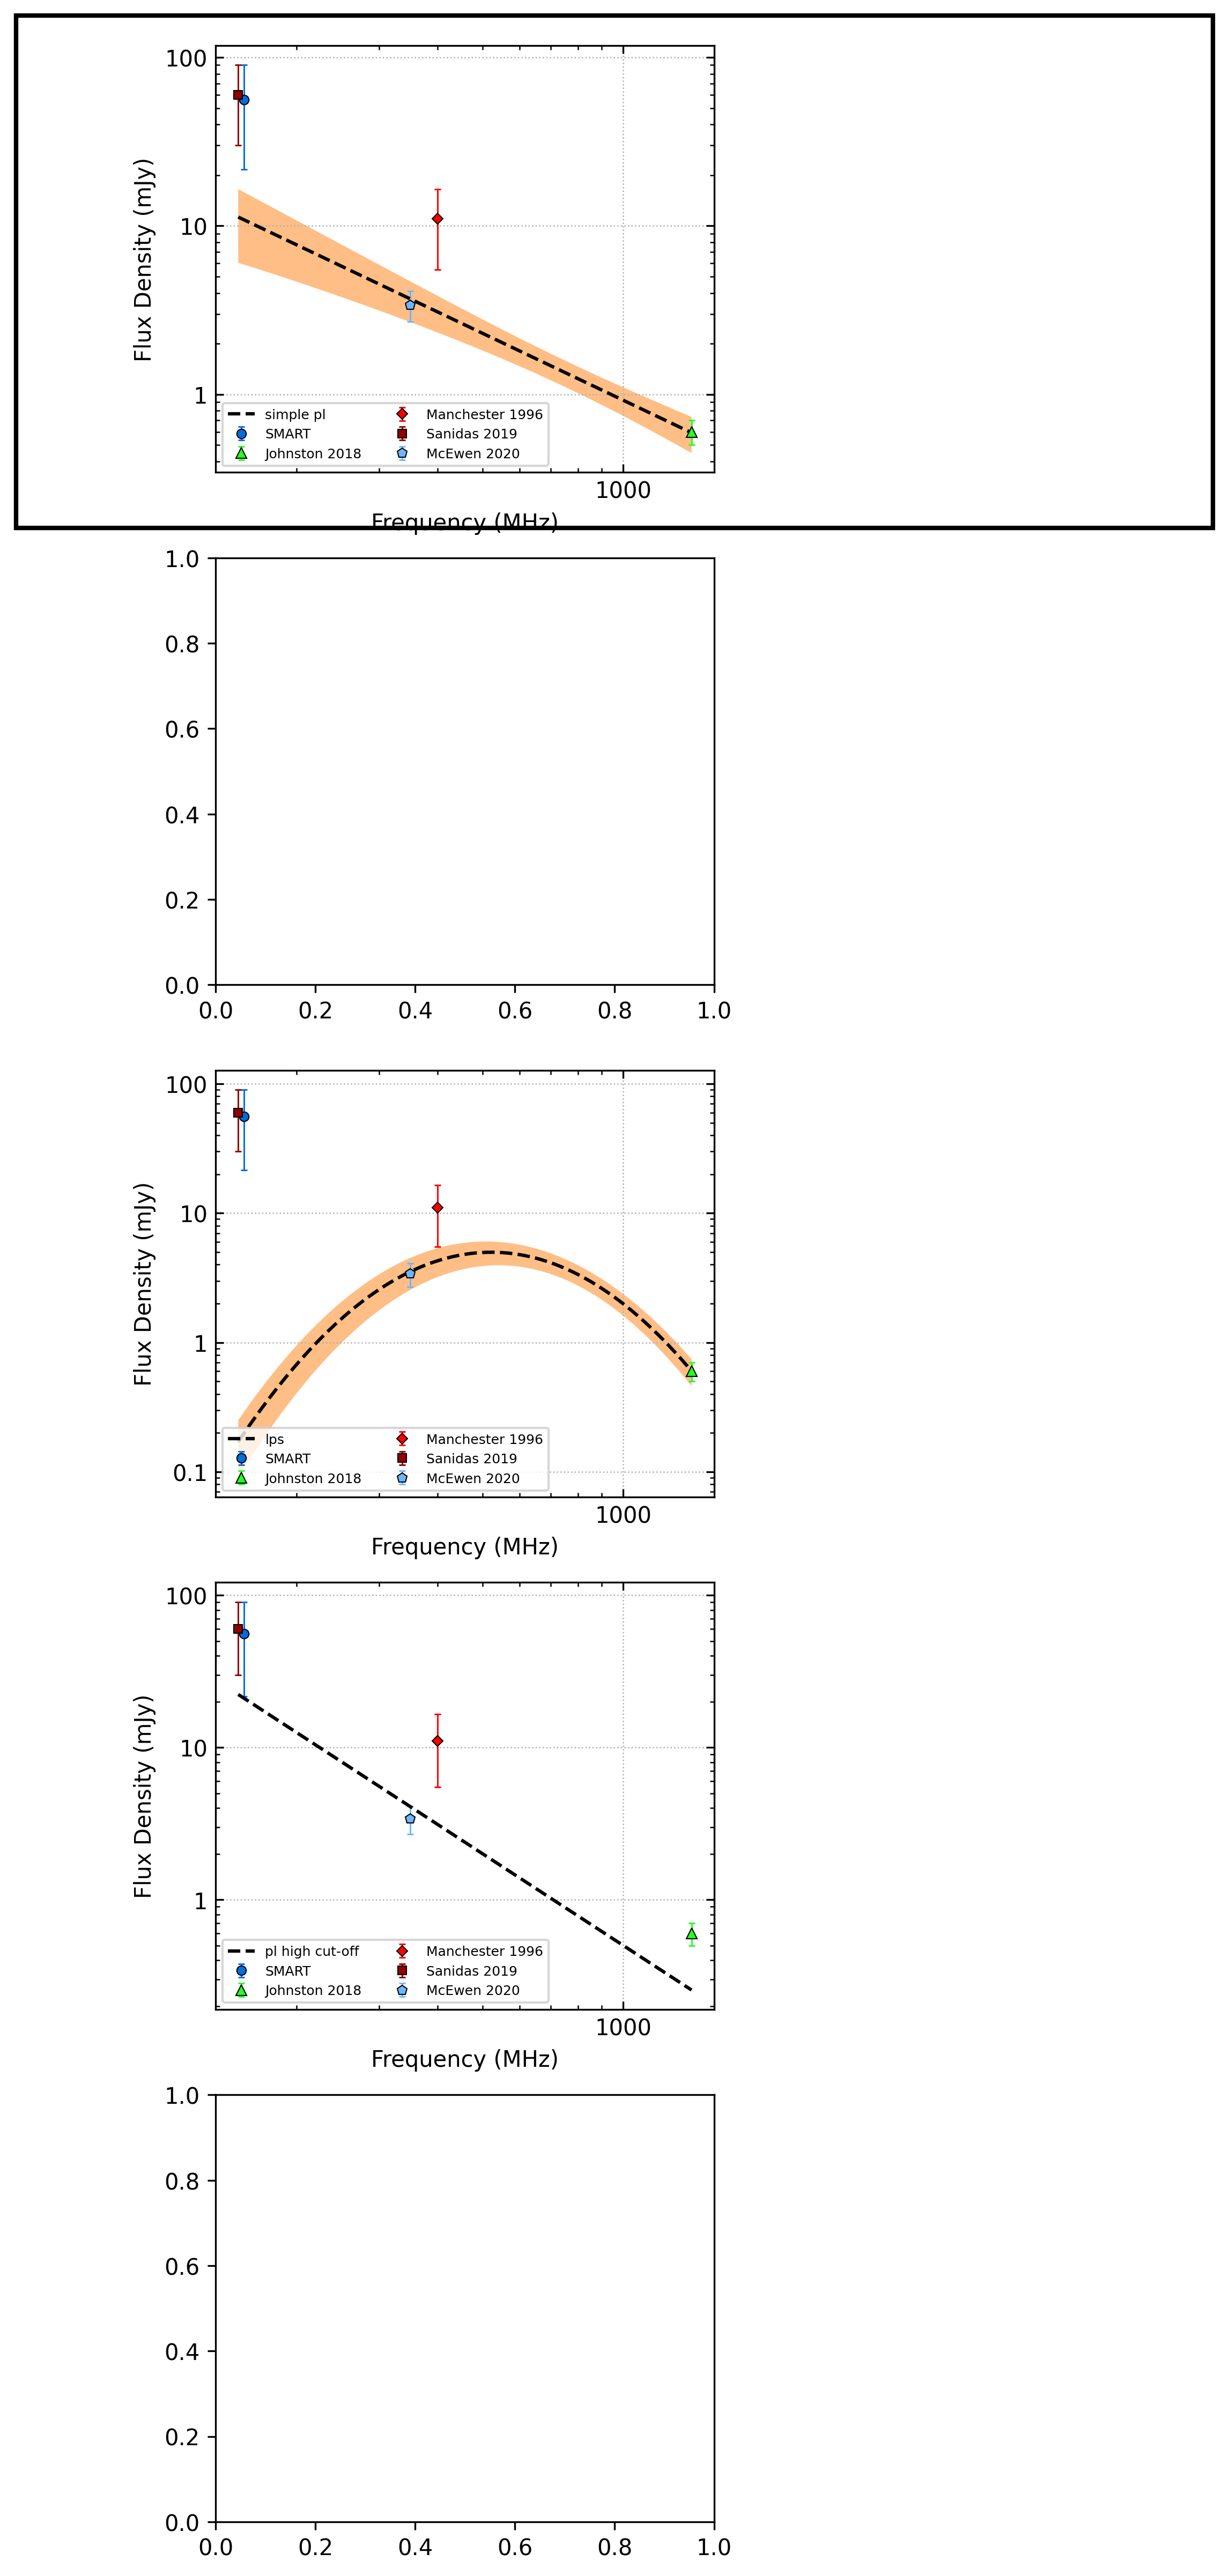 100
10
1
Flux Density (mJy)
simple pl
SMART
Johnston 2018
Manchester 1996
Sanidas 2019
McEwen 2020
1000
Frequency (MHz)
1.0
0.8
0.6
0.4
0.2
0.0
0.0 0.2 0.4 0.6 0.8 1.0
100
10
1
0.1
Flux Density (mJy)
lps
SMART
Johnston 2018
Manchester 1996
Sanidas 2019
McEwen 2020
1000
Frequency (MHz)
100
10
1
Flux Density (mJy)
pl high cut-off
SMART
Johnston 2018
Manchester 1996
Sanidas 2019
McEwen 2020
1000
Frequency (MHz)
1.0
0.8
0.6
0.4
0.2
0.0
0.0 0.2 0.4 0.6 0.8 1.0